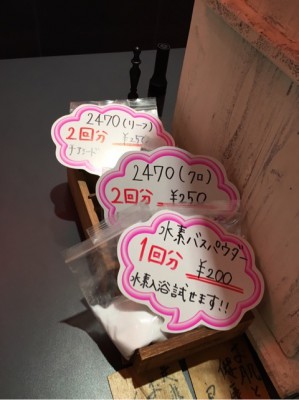 2470(リーフ)
2回分 ¥250
2470(クロ)
2回分 ¥250
水素バスパウダー
1回分 ¥200
水素入浴試せます!!